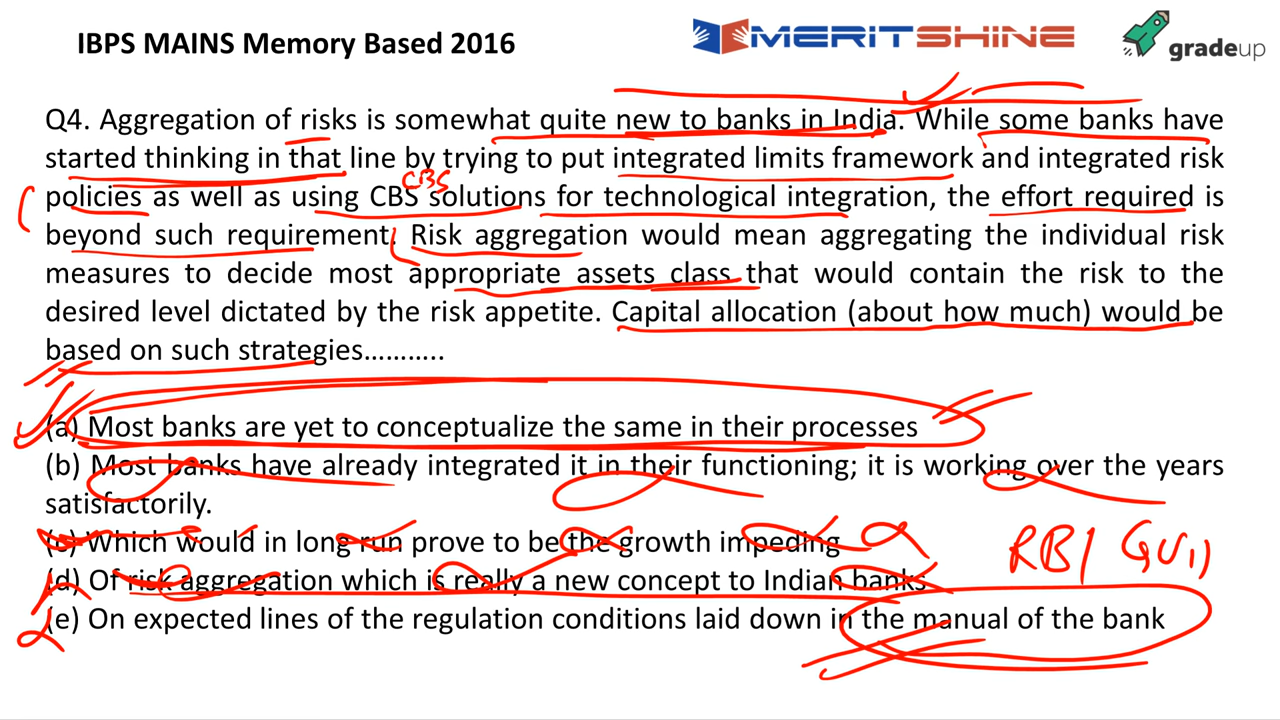 IBPS MAINS Memory Based 2016
MERITSHINE
gradeup
Q4. Aggregation of risks is somewhat quite new to banks in India. While some banks have
started thinking in that line by trying to put integrated limits framework and integrated risk
CBS
policies as well as using CBS solutions for technological integration, the effort required is
beyond such requirement. Risk aggregation would mean aggregating the individual risk
measures to decide most appropriate assets class that would contain the risk to the
desired level dictated by the risk appetite. Capital allocation (about how much) would be
based on such strategies………..
(a) Most banks are yet to conceptualize the same in their processes
(b) Most banks have already integrated it in their functioning; it is working over the years
satisfactorily.
(c) Which would in long run prove to be the growth impeding
RBI
(d) Of risk aggregation which is really a new concept to Indian banks
(e) On expected lines of the regulation conditions laid down in the manual of the bank